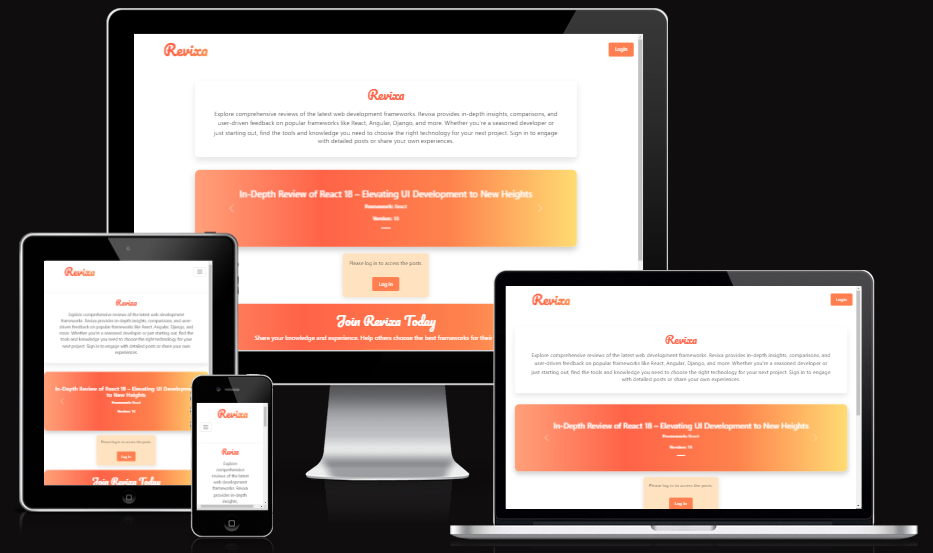 Revixa
Login
Revixa
Explore comprehensive reviews of the latest web development frameworks. Revixa provides in-depth insights, comparisons, and
user-driven feedback on popular frameworks like React, Angular, Django, and more. Whether you're a seasoned developer or
just starting out, find the tools and knowledge you need to choose the right technology for your next project. Sign in to engage
with detailed posts or share your own experiences.
In-Depth Review of React 18 – Elevating UI Development to New Heights
Framework: React
Version: 18
Please log in to access the posts.
Log In
Join Revixa Today
Share your knowledge and experience. Help others choose the best frameworks for their
Revixa
Revixa
Explore comprehensive reviews of the latest web development
frameworks. Revixa provides in-depth insights, comparisons, and user-
driven feedback on popular frameworks like React, Angular, Django, and
more. Whether you're a seasoned developer or just starting out, find the
tools and knowledge you need to choose the right technology for your
next project. Sign in to engage with detailed posts or share your own
experiences.
In-Depth Review of React 18 – Elevating UI Development
to New Heights
Framework: React
Version: 18
Please log in to access the posts.
Log In
Join Revixa Today
Revixa
Revixa
Explore
comprehensive
reviews of the latest
web development
frameworks. Revixa
provides in-depth
insights,
Revixa
Login
Revixa
Explore comprehensive reviews of the latest web development frameworks. Revixa provides in-depth insights, comparisons, and
user-driven feedback on popular frameworks like React, Angular, Django, and more. Whether you're a seasoned developer or
just starting out, find the tools and knowledge you need to choose the right technology for your next project. Sign in to engage
with detailed posts or share your own experiences.
In-Depth Review of React 18 – Elevating UI Development to New Heights
Framework: React
Version: 18
Please log in to access the posts.
Log In